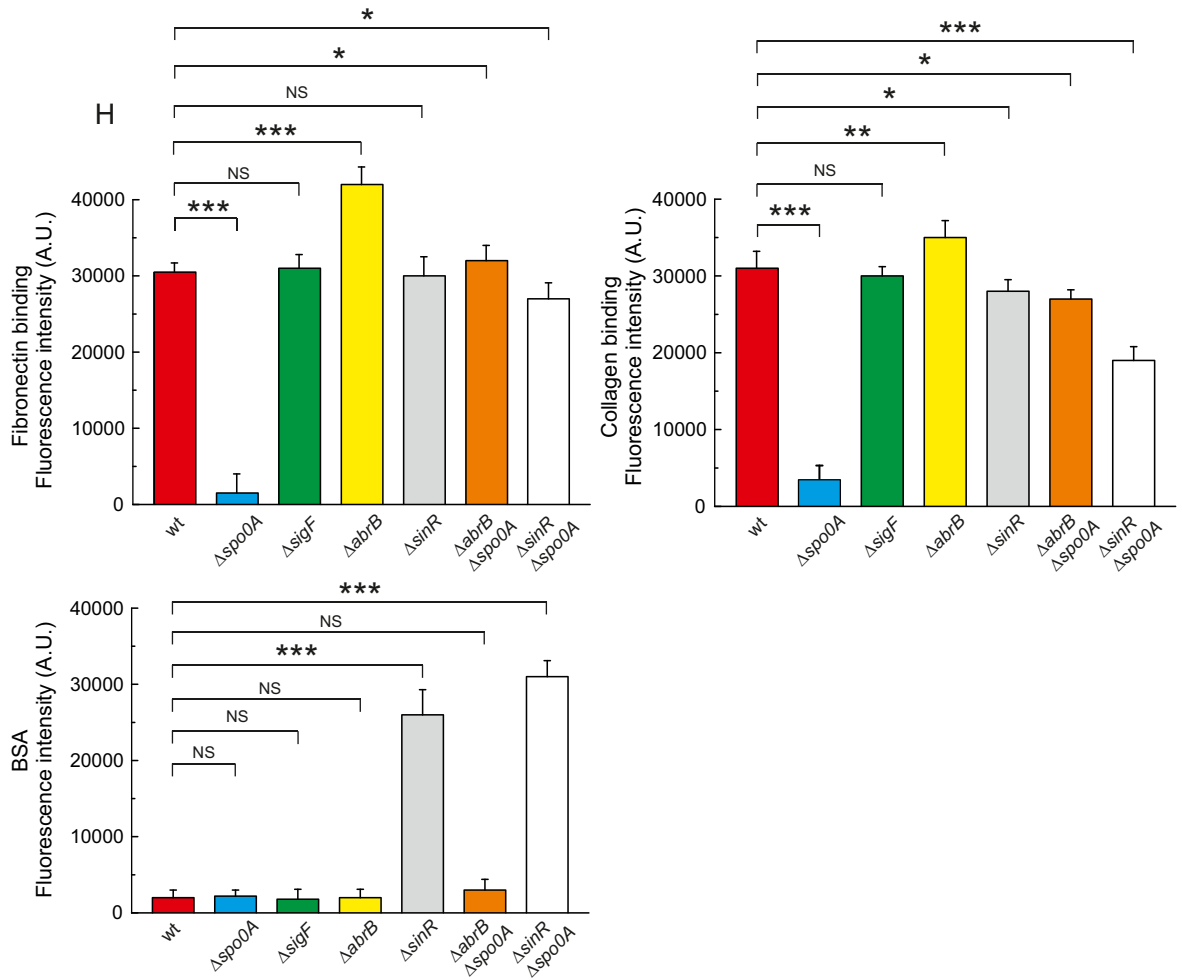 H
*
*
NS
***
NS
***
Fibronectin binding
Fluorescence intensity (A.U.)
40000
30000
20000
10000
0
wt
Δspo0A
ΔsigF
ΔabrB
ΔsinR
ΔabrB
Δspo0A
ΔsinR
Δspo0A
***
*
*
**
NS
***
Collagen binding
Fluorescence intensity (A.U.)
40000
30000
20000
10000
0
wt
Δspo0A
ΔsigF
ΔabrB
ΔsinR
ΔabrB
Δspo0A
ΔsinR
Δspo0A
***
NS
***
NS
NS
NS
BSA
Fluorescence intensity (A.U.)
40000
30000
20000
10000
0
wt
Δspo0A
ΔsigF
ΔabrB
ΔsinR
ΔabrB
Δspo0A
ΔsinR
Δspo0A